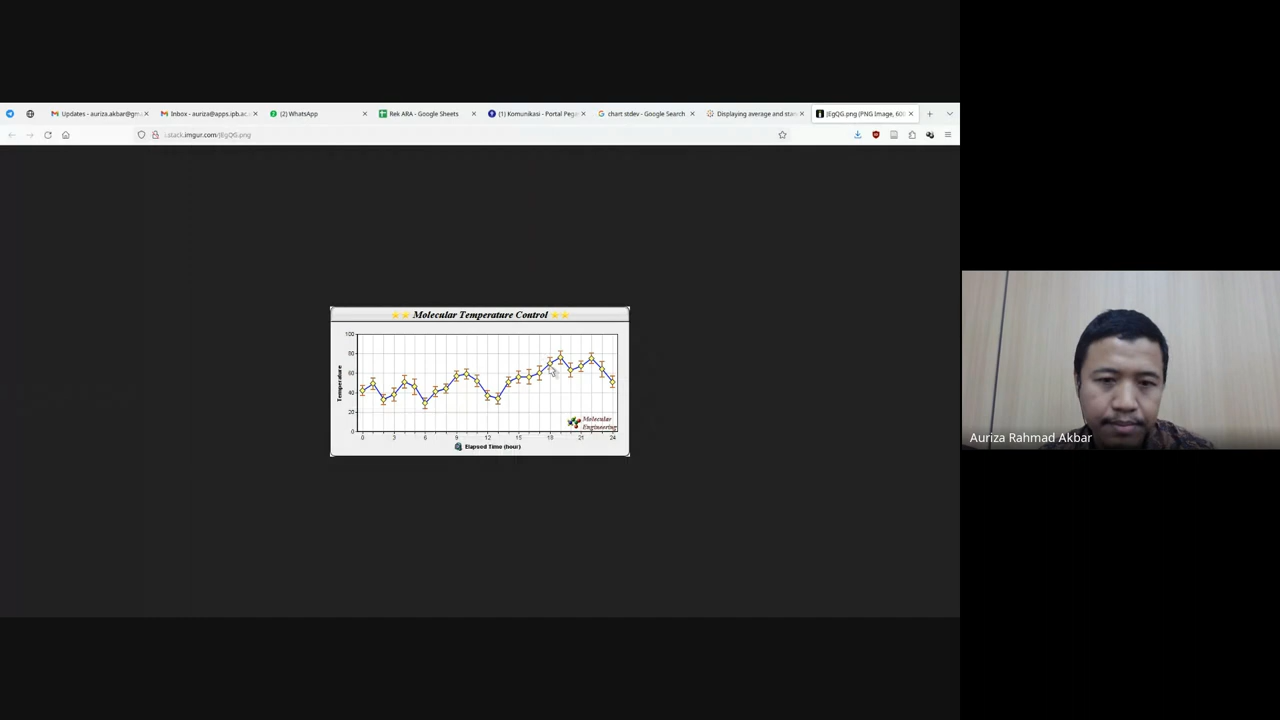 Updates - auriza.akbar@gm
Inbox - auriza@apps.ipb.ac.
(2) WhatsApp
Rek ARA - Google Sheets
(1) Komunikasi - Portal Pega
chart stdev - Google Search
Displaying average and stan
JEgQG.png (PNG Image, 600
i.stack.imgur.com/JEgQG.png
Molecular Temperature Control
100
80
60
40
20
0
Temperature
0 3 6 9 12 15 18 21 24
Elapsed Time (hour)
Molecular
Engineering
Auriza Rahmad Akbar